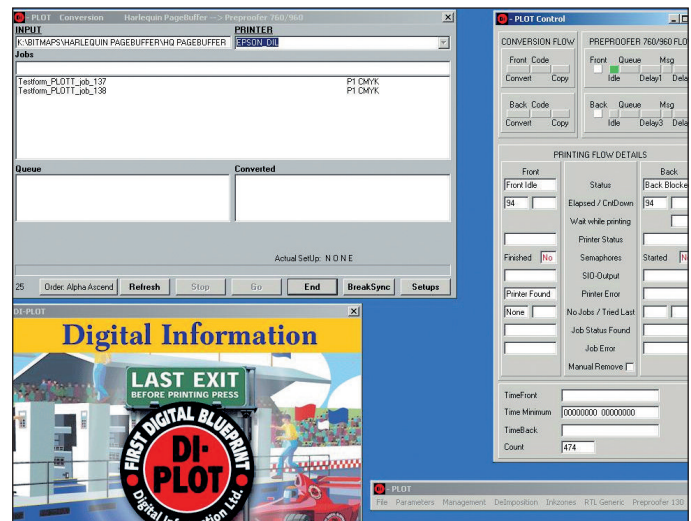 - PLOT Conversion Harlequin PageBuffer --> Preproofer 760/960
INPUT PRINTER
K:\BITMAPS\HARLEQUIN PAGEBUFFER\HQ PAGEBUFFER EPSON_DIL
Jobs
Testform_PLOTT_job_137 P1 CMYK
Testform_PLOTT_job_138 P1 CMYK
Queue Converted
Actual SetUp: N O N E
25 Order: Alpha Ascend Refresh Stop Go End BreakSync Setups
DI-PLOT
Digital Information
LAST EXIT
BEFORE PRINTING PRESS
FIRST DIGITAL BLUEPRINT
DI-
PLOT
Digital Information Ltd.
- PLOT Control
CONVERSION FLOW PREPROOFER 760/960 FLO
Front Code Front Queue Msg
Convert Copy Idle Delay1 Dela
Back Code Back Queue Msg
Convert Copy Idle Delay3 Dela
PRINTING FLOW DETAILS
Front Back
Front Idle Status Back Blocke
94 Elapsed / CntDown 94
Wait while printing
Printer Status
Finished No Semaphores Started N
SIO-Output
Printer Found Printer Error
None No Jobs / Tried Last
Job Status Found
Job Error
Manual Remove
TimeFront
Time Minimum 00000000 00000000
TimeBack
Count 474
- PLOT
File Parameters Management DeImposition Inkzones RTL Generic Preproofer 130